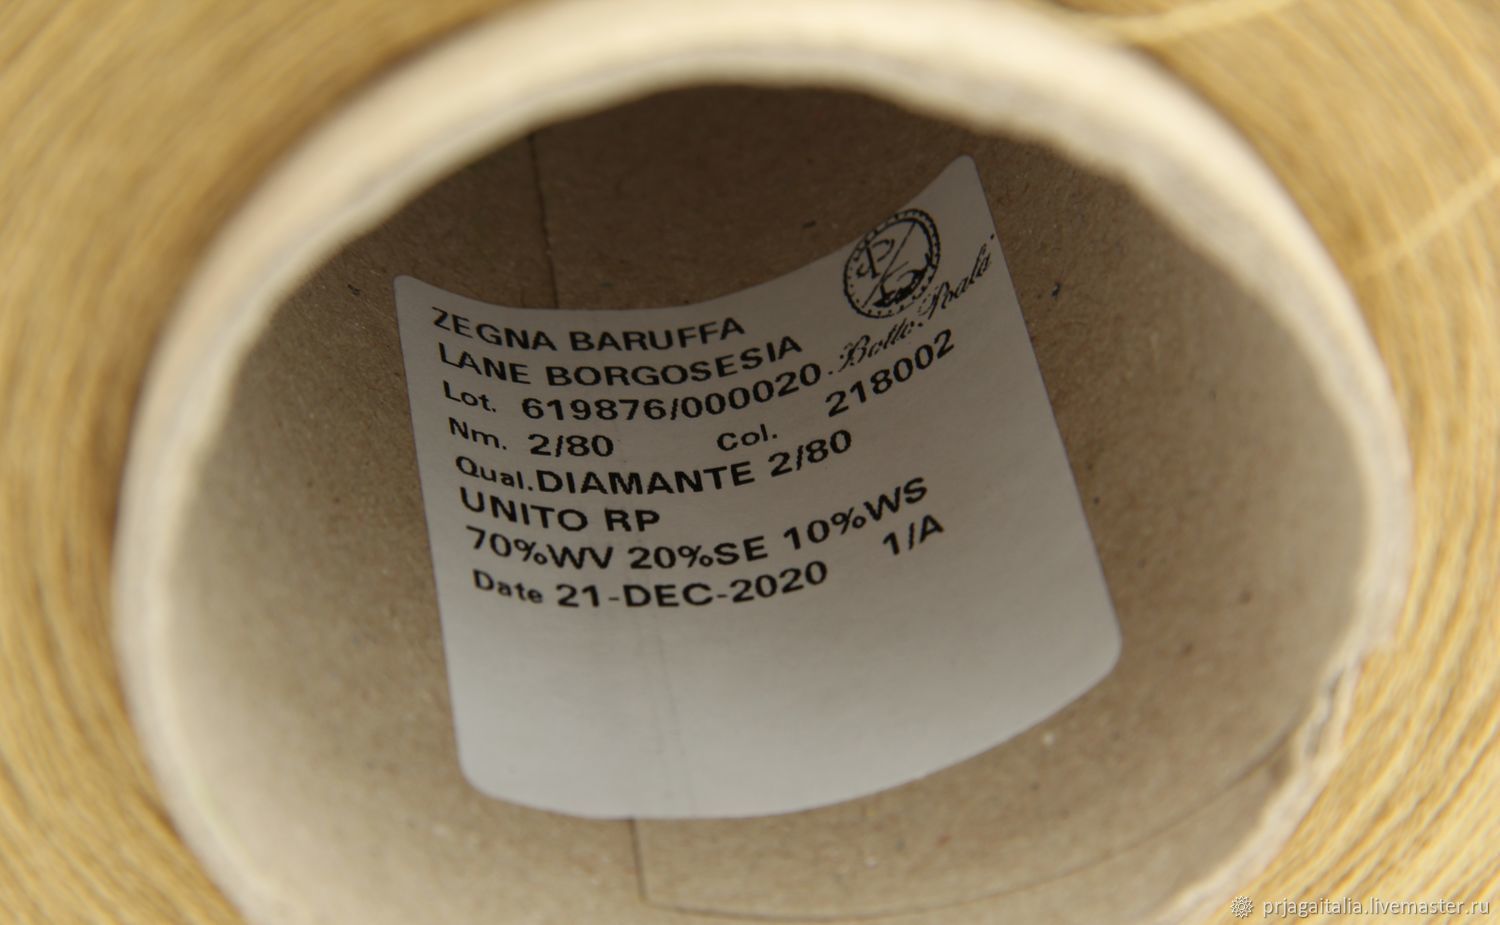 ZEGNA BARUFFA
LANE BORGOSESIA
Botto Poala
Lot. 619876/000020.
Nm. 2/80 Col. 218002
Qual.DIAMANTE 2/80
UNITO RP
70%WV 20%SE 10%WS
Date 21-DEC-2020 1/A
prjagaitalia.livemaster.ru